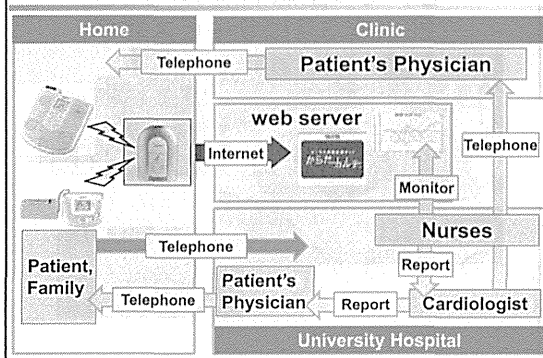 Home
Clinic
Telephone
Patient's Physician
web server
Internet
Telephone
Monitor
Nurses
Telephone
Report
Patient,
Family
Patient's
Physician
Telephone
Report
Cardiologist
University Hospital